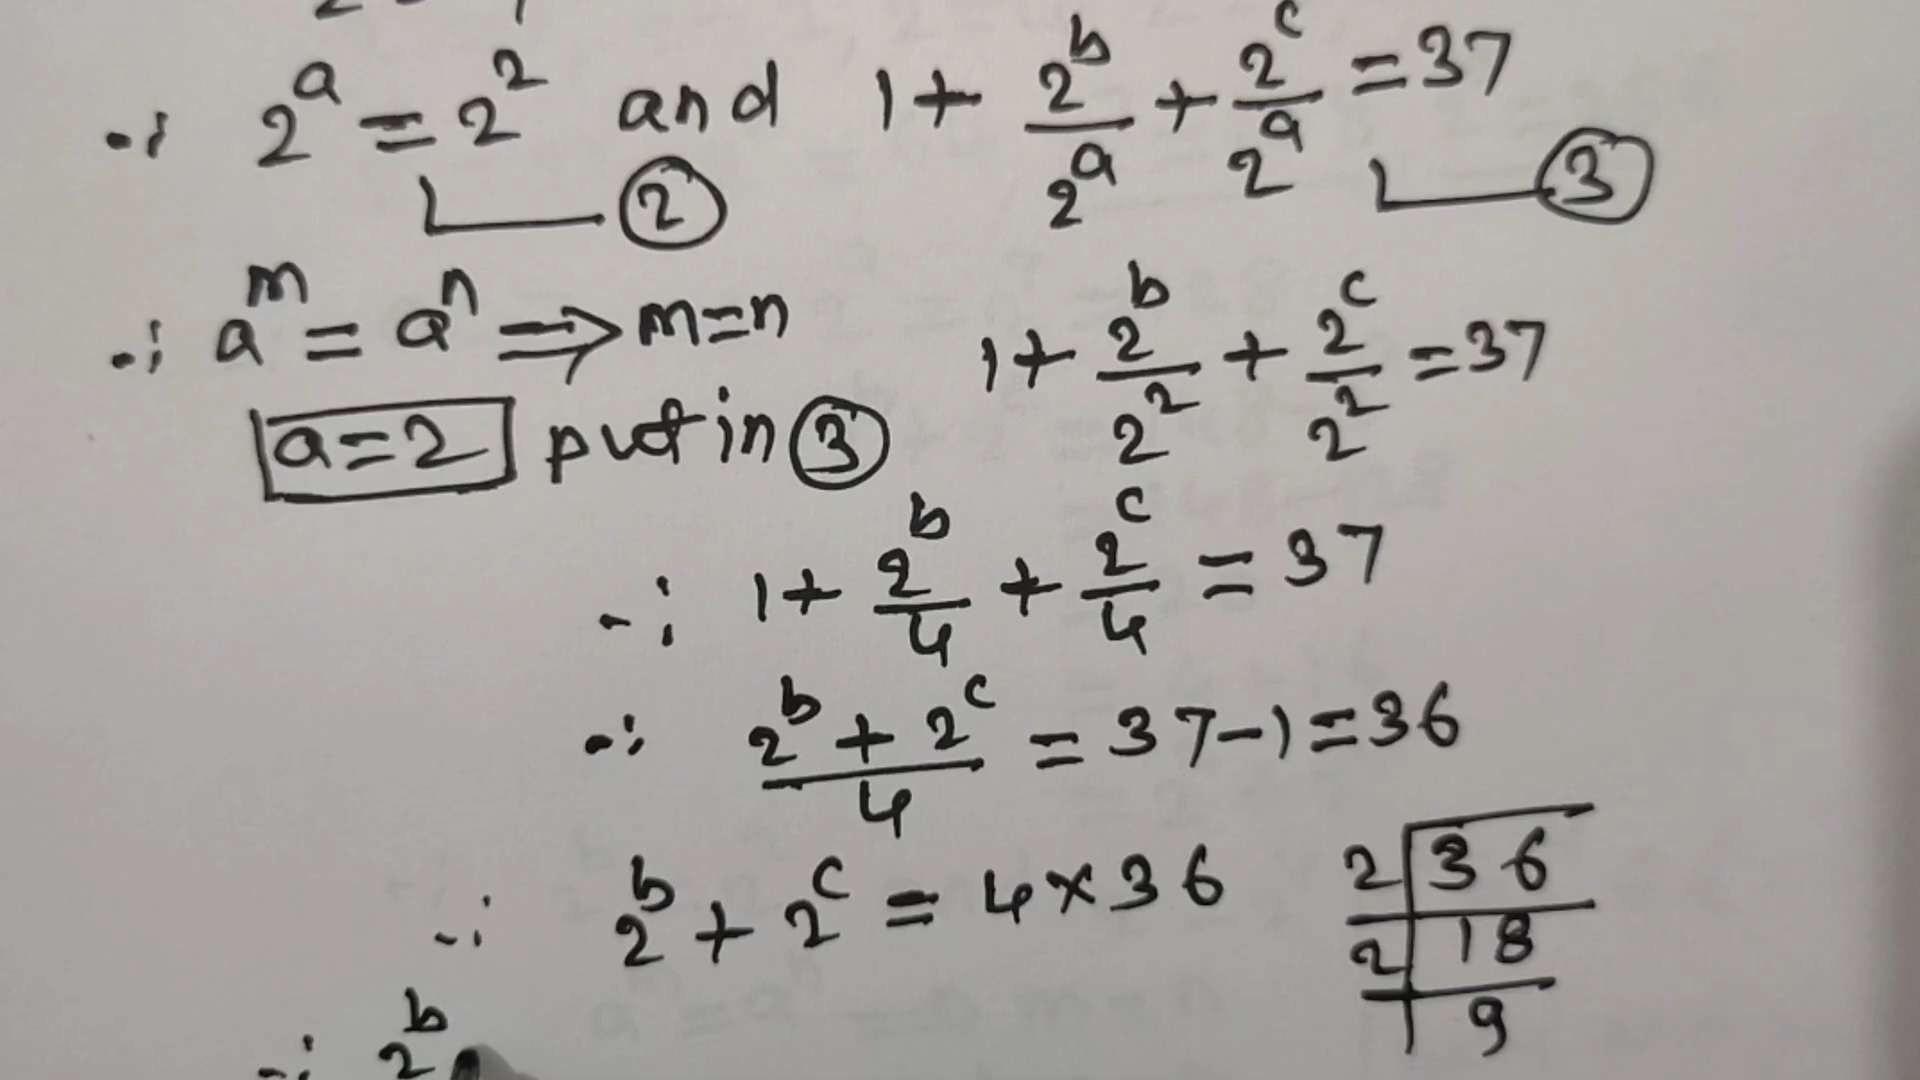 ∴ 2^a = 2^2 and 1 + 2^b/2^a + 2^c/2^a = 37
② ③
∴ a^m = a^n ⇒ m=n
1 + 2^b/2^2 + 2^c/2^2 = 37
a=2 put in ③
∴ 1 + 2^b/4 + 2^c/4 = 37
∴ (2^b + 2^c)/4 = 37-1 = 36
∴ 2^b + 2^c = 4×36
2 | 36
2 | 18
| 9
∴ 2^b